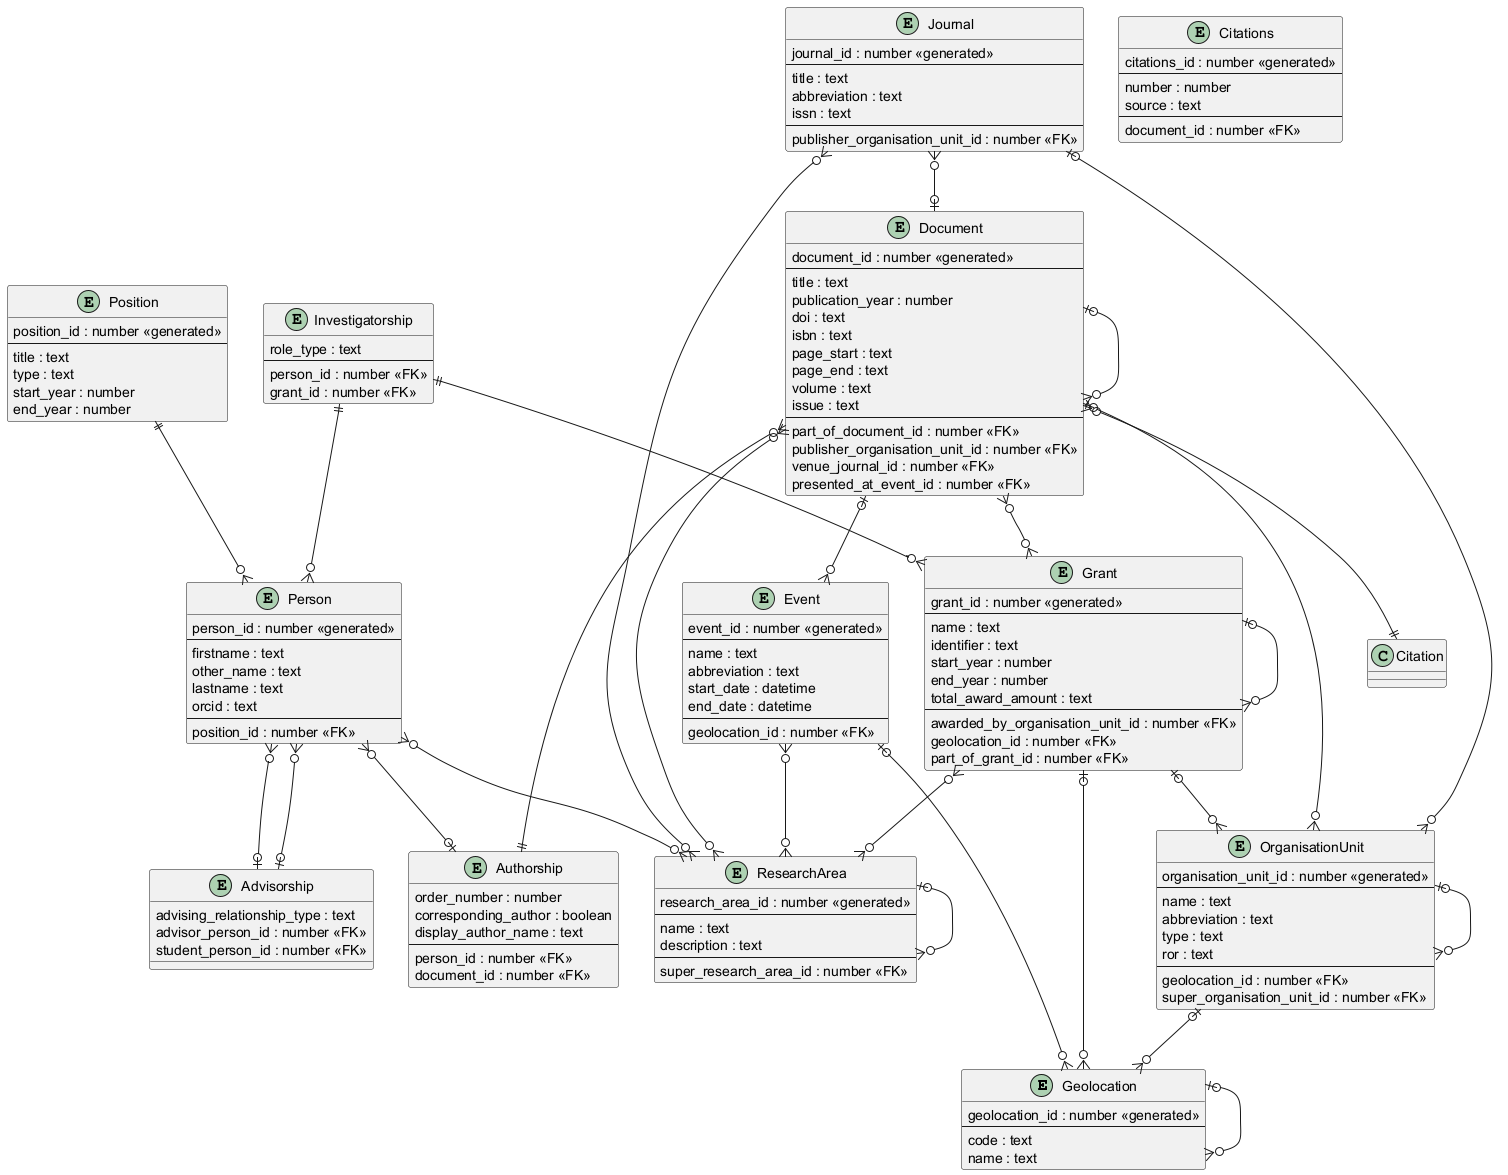 E Journal
journal_id : number «generated»
title : text
abbreviation : text
issn : text
publisher_organisation_unit_id : number «FK»
E Citations
citations_id : number «generated»
number : number
source : text
document_id : number «FK»
E Document
document_id : number «generated»
title : text
publication_year : number
doi : text
isbn : text
page_start : text
page_end : text
volume : text
issue : text
part_of_document_id : number «FK»
publisher_organisation_unit_id : number «FK»
venue_journal_id : number «FK»
presented_at_event_id : number «FK»
E Position
position_id : number «generated»
title : text
type : text
start_year : number
end_year : number
E Investigatorship
role_type : text
person_id : number «FK»
grant_id : number «FK»
E Person
person_id : number «generated»
firstname : text
other_name : text
lastname : text
orcid : text
position_id : number «FK»
E Event
event_id : number «generated»
name : text
abbreviation : text
start_date : datetime
end_date : datetime
geolocation_id : number «FK»
E Grant
grant_id : number «generated»
name : text
identifier : text
start_year : number
end_year : number
total_award_amount : text
awarded_by_organisation_unit_id : number «FK»
geolocation_id : number «FK»
part_of_grant_id : number «FK»
C Citation
E Advisorship
advising_relationship_type : text
advisor_person_id : number «FK»
student_person_id : number «FK»
E Authorship
order_number : number
corresponding_author : boolean
display_author_name : text
person_id : number «FK»
document_id : number «FK»
E ResearchArea
research_area_id : number «generated»
name : text
description : text
super_research_area_id : number «FK»
E OrganisationUnit
organisation_unit_id : number «generated»
name : text
abbreviation : text
type : text
ror : text
geolocation_id : number «FK»
super_organisation_unit_id : number «FK»
E Geolocation
geolocation_id : number «generated»
code : text
name : text